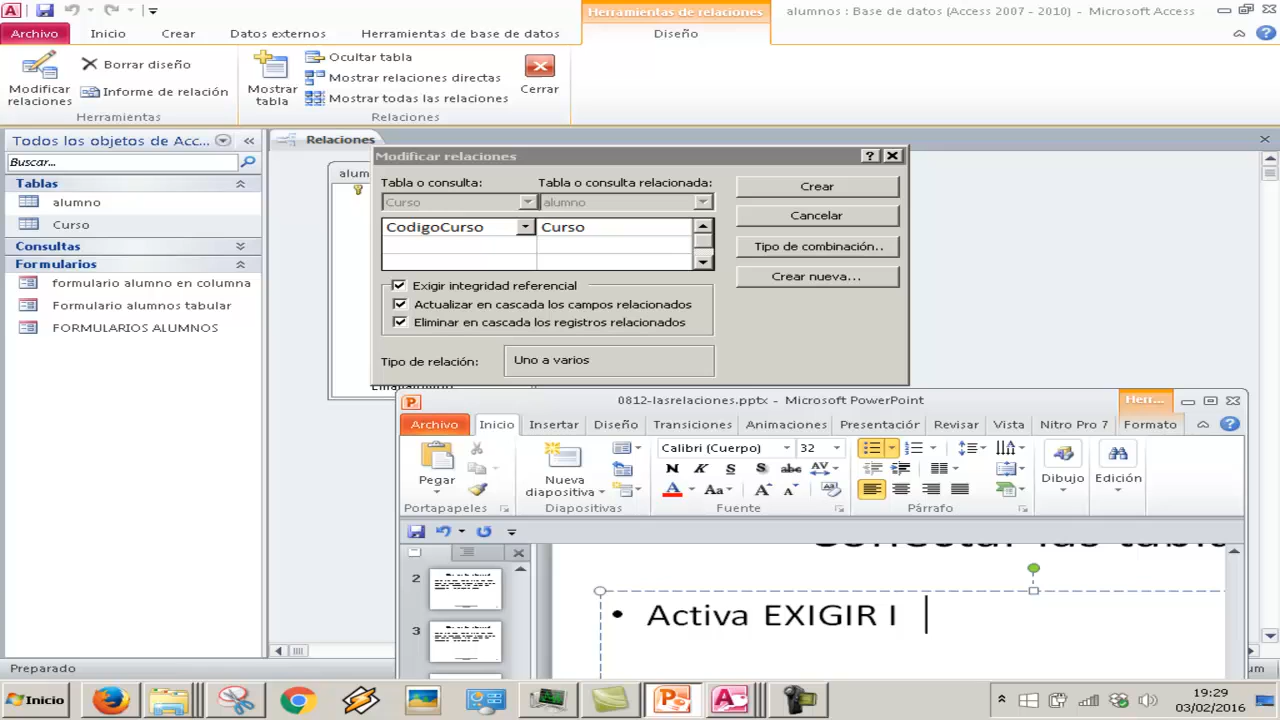 Herramientas de relaciones
alumnos : Base de datos (Access 2007 - 2010) - Microsoft Access
Archivo Inicio Crear Datos externos Herramientas de base de datos Diseño
Modificar relaciones
Borrar diseño
Informe de relación
Herramientas
Mostrar tabla
Ocultar tabla
Mostrar relaciones directas
Mostrar todas las relaciones
Relaciones
Cerrar
Todos los objetos de Acc...
Buscar...
Tablas
alumno
Curso
Consultas
Formularios
formulario alumno en columna
Formulario alumnos tabular
FORMULARIOS ALUMNOS
Relaciones
alum
Modificar relaciones
Tabla o consulta: Tabla o consulta relacionada:
Curso alumno
CodigoCurso Curso
Exigir integridad referencial
Actualizar en cascada los campos relacionados
Eliminar en cascada los registros relacionados
Tipo de relación: Uno a varios
Crear
Cancelar
Tipo de combinación..
Crear nueva...
0812-lasrelaciones.pptx - Microsoft PowerPoint
Herr...
Archivo Inicio Insertar Diseño Transiciones Animaciones Presentación Revisar Vista Nitro Pro 7 Formato
Pegar
Portapapeles
Nueva diapositiva
Diapositivas
Calibri (Cuerpo) 32
N K S S abc AV
A Aa A A
Fuente
Párrafo
Dibujo
Edición
2
3
• Activa EXIGIR I
Preparado
um
Inicio
19:29
03/02/2016